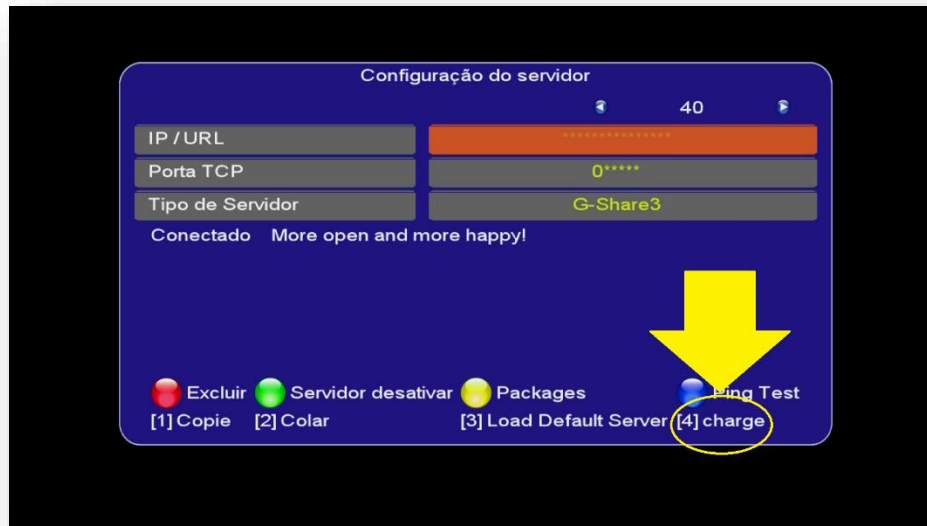 Configuração do servidor
40
IP / URL ***************
Porta TCP 0*****
Tipo de Servidor G-Share3
Conectado More open and more happy!
Excluir Servidor desativar Packages Ping Test
[1] Copie [2] Colar [3] Load Default Server [4] charge